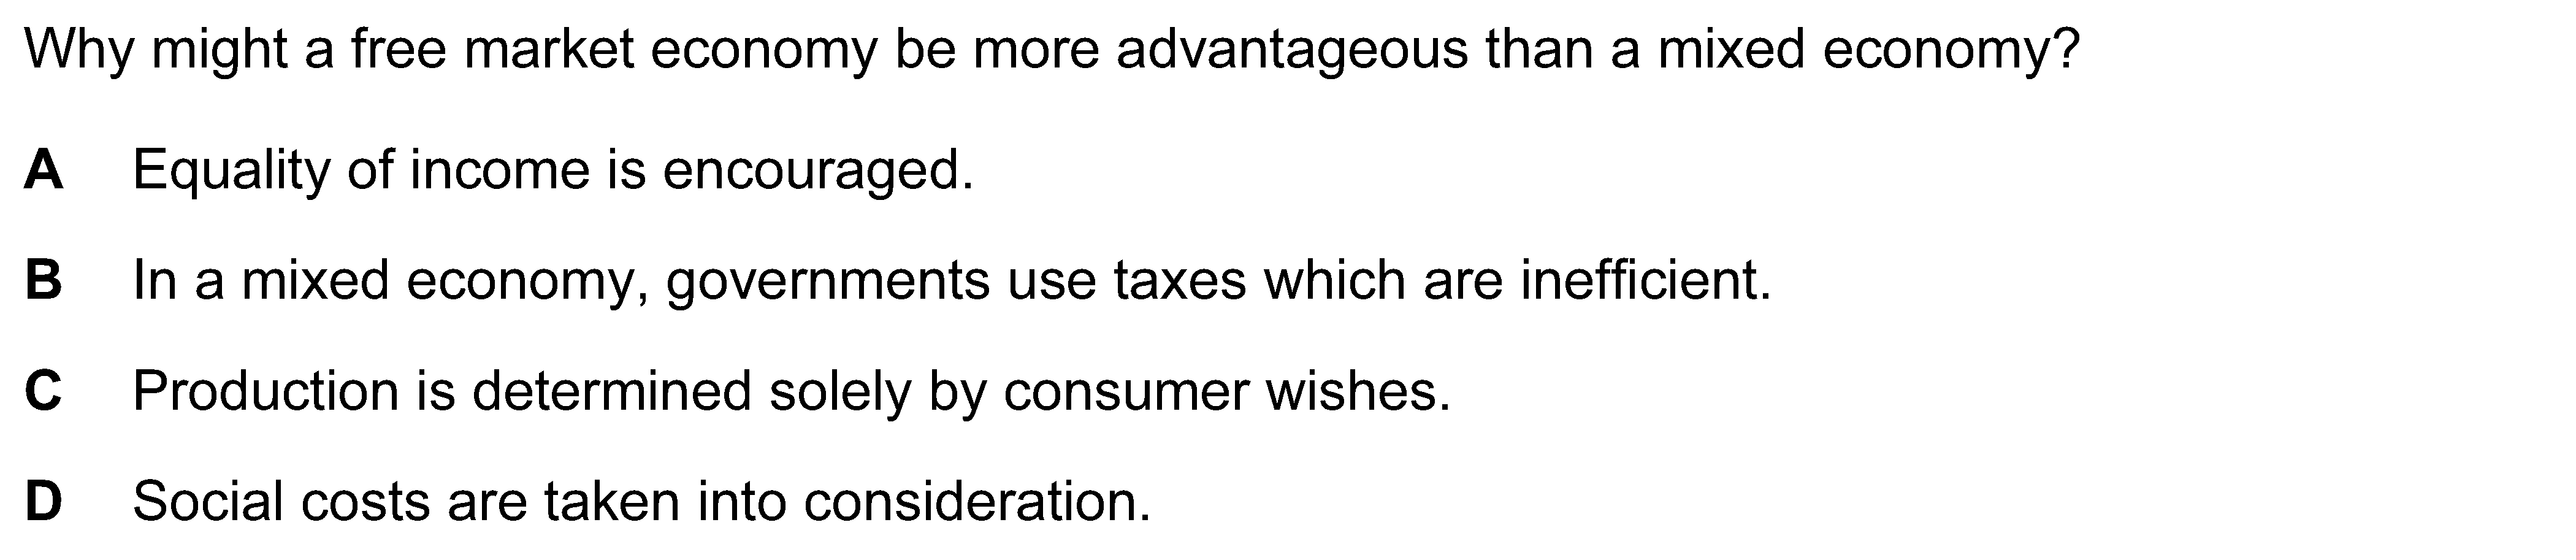 Why might a free market economy be more advantageous than a mixed economy?
A Equality of income is encouraged.
B In a mixed economy, governments use taxes which are inefficient.
C Production is determined solely by consumer wishes.
D Social costs are taken into consideration.